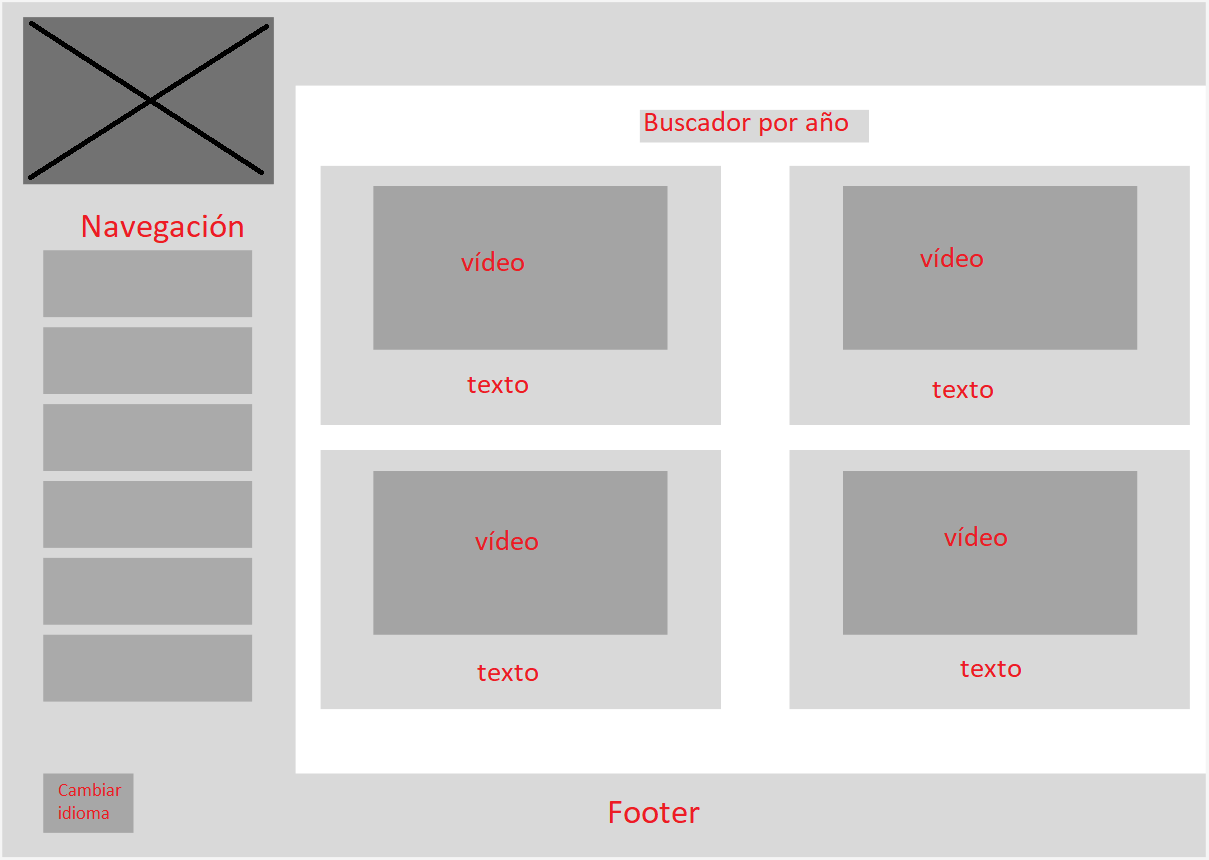 Buscador por año
Navegación
vídeo
vídeo
texto
texto
vídeo
vídeo
texto
texto
Cambiar
idioma
Footer